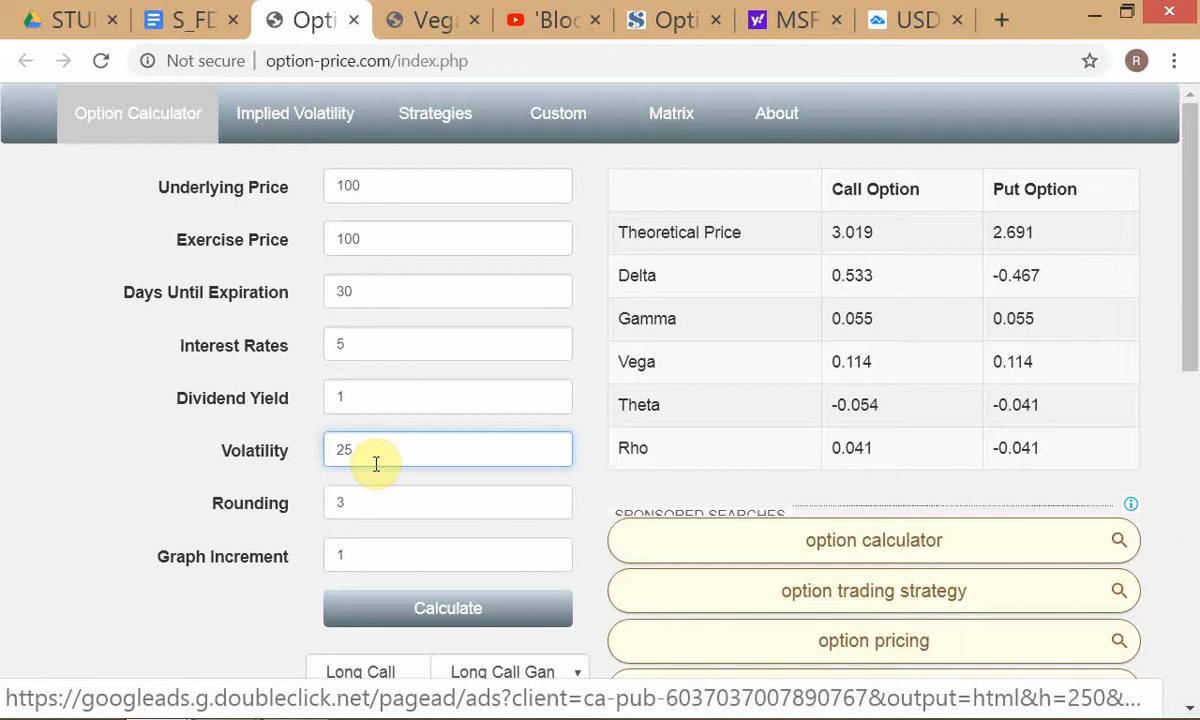 STU
S_FD
Opti
Vega
'Bloc
Opti
MSF
USD
Not secure | option-price.com/index.php
R
Option Calculator Implied Volatility Strategies Custom Matrix About
Underlying Price 100
Exercise Price 100
Days Until Expiration 30
Interest Rates 5
Dividend Yield 1
Volatility 25
Rounding 3
Graph Increment 1
Calculate
Long Call Long Call Gan
Call Option Put Option
Theoretical Price 3.019 2.691
Delta 0.533 -0.467
Gamma 0.055 0.055
Vega 0.114 0.114
Theta -0.054 -0.041
Rho 0.041 -0.041
SPONSORED SEARCHES
option calculator
option trading strategy
option pricing
https://googleads.g.doubleclick.net/pagead/ads?client=ca-pub-6037037007890767&output=html&h=250&...